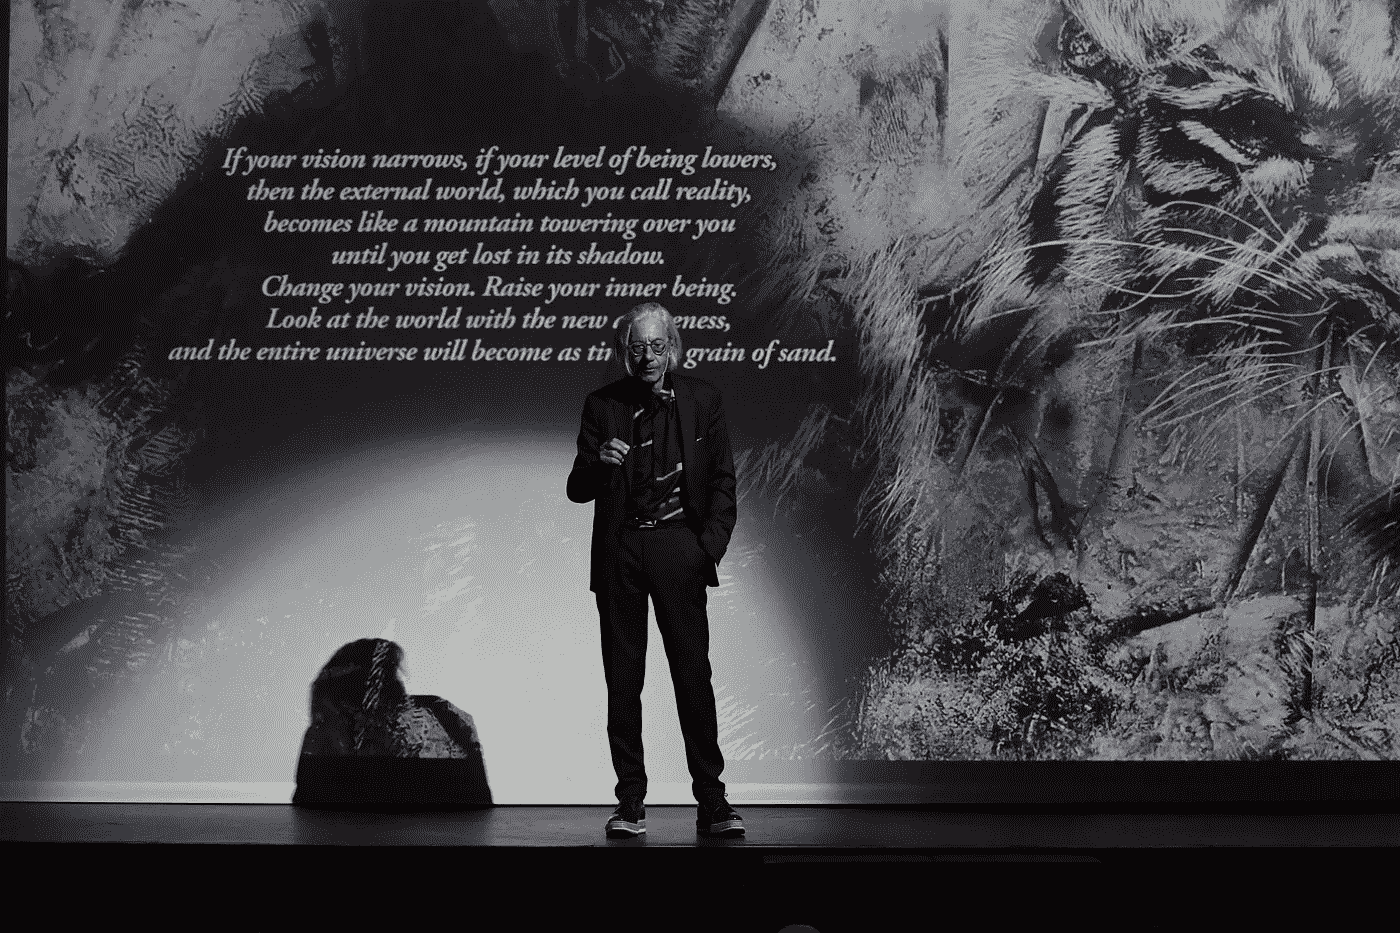 If your vision narrows, if your level of being lowers,
then the external world, which you call reality,
becomes like a mountain towering over you
until you get lost in its shadow.
Change your vision. Raise your inner being.
Look at the world with the new a eness,
and the entire universe will become as tin grain of sand.